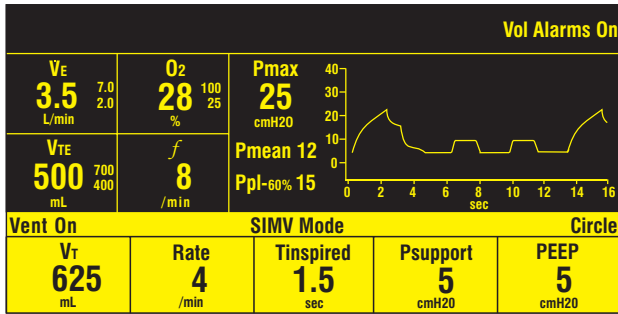 Vol Alarms On
V̇E
3.5 7.0 2.0
L/min
O2
28 100 25
%
Pmax
25
cmH20
40
30
20
10
0
0 2 4 6 8 10 12 14 16
sec
VTE
500 700 400
mL
f
8
/min
Pmean 12
Ppl-60% 15
Vent On SIMV Mode Circle
VT
625
mL
Rate
4
/min
Tinspired
1.5
sec
Psupport
5
cmH20
PEEP
5
cmH20